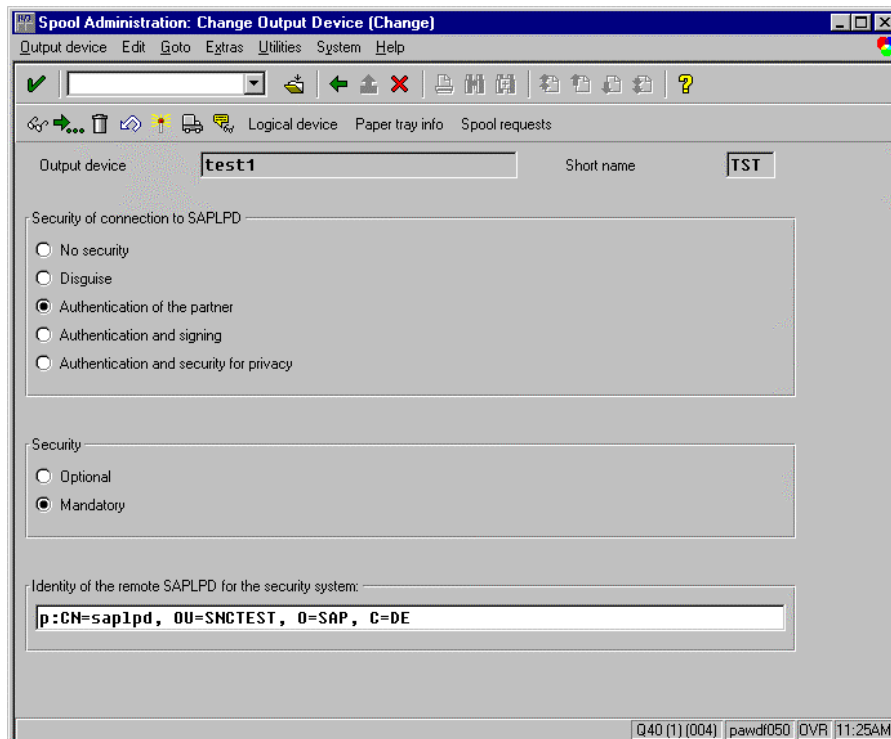 Spool Administration: Change Output Device (Change)
Output device Edit Goto Extras Utilities System Help
Logical device Paper tray info Spool requests
Output device test1 Short name TST
Security of connection to SAPLPD
No security
Disguise
Authentication of the partner
Authentication and signing
Authentication and security for privacy
Security
Optional
Mandatory
Identity of the remote SAPLPD for the security system:
p:CN=saplpd, OU=SNCTEST, O=SAP, C=DE
Q40 (1) (004) pawdf050 OVR 11:25AM